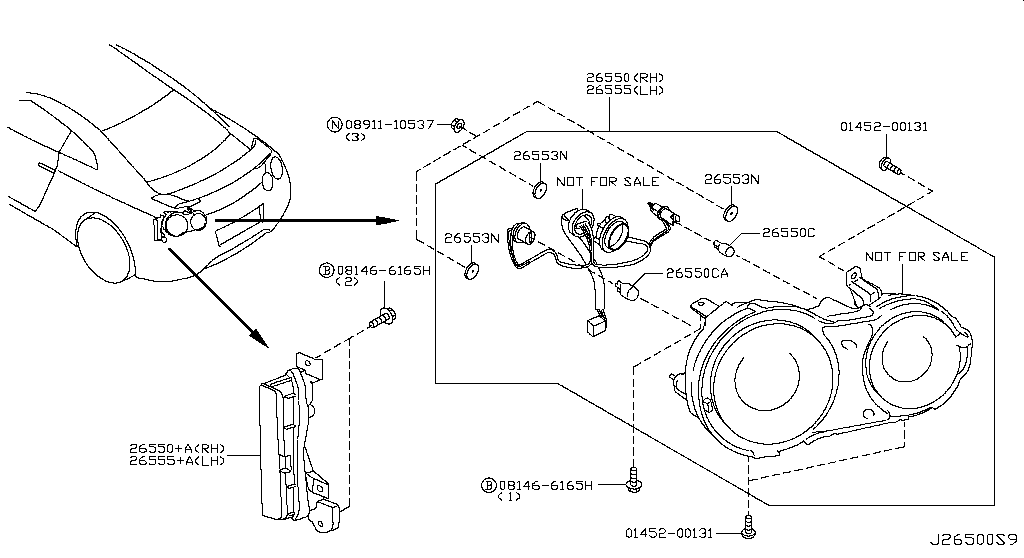 26550(RH)
26555(LH)
N 08911-10537
(3)
01452-00131
26553N
NOT FOR SALE
26553N
26553N
26550C
NOT FOR SALE
B 08146-6165H
(2)
26550CA
26550+A(RH)
26555+A(LH)
B 08146-6165H
(1)
01452-00131
J26500S9